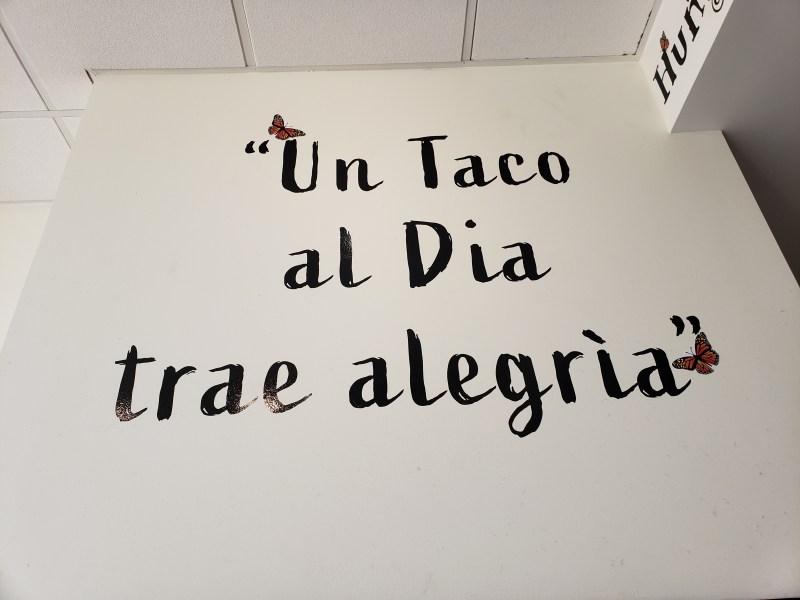 “Un Taco
al Dia
trae alegrìa”